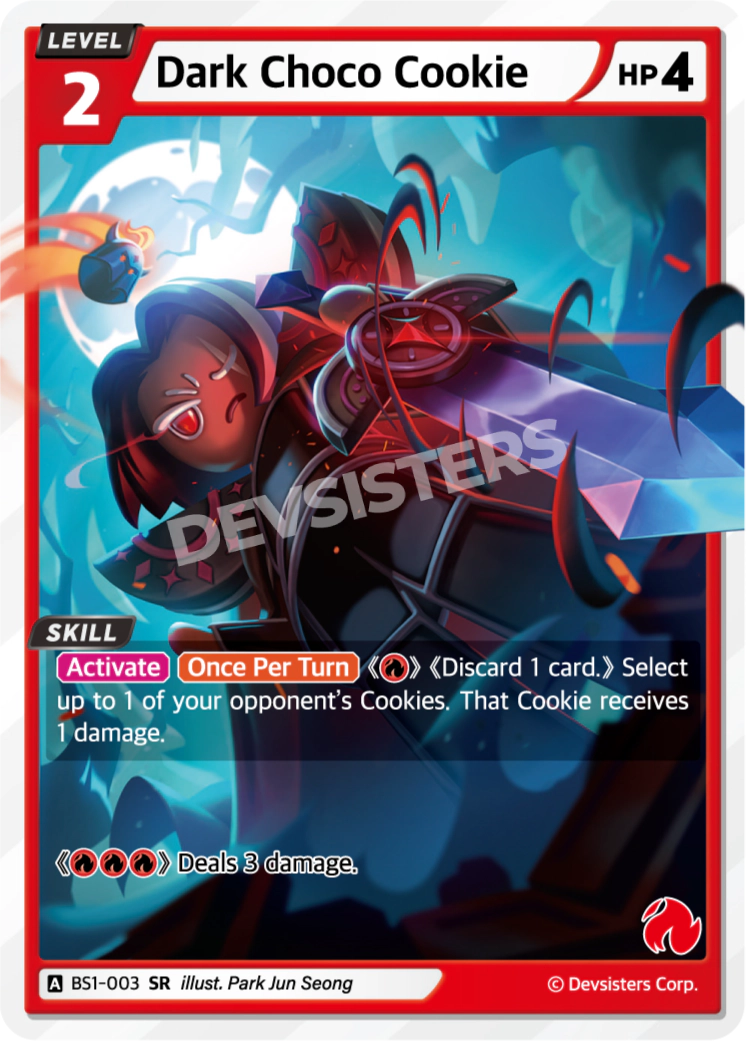 LEVEL
2
Dark Choco Cookie
HP 4
DEVSISTERS
SKILL
Activate Once Per Turn 《》 《Discard 1 card.》 Select
up to 1 of your opponent's Cookies. That Cookie receives
1 damage.
《》 Deals 3 damage.
A BS1-003 SR illust. Park Jun Seong
© Devsisters Corp.